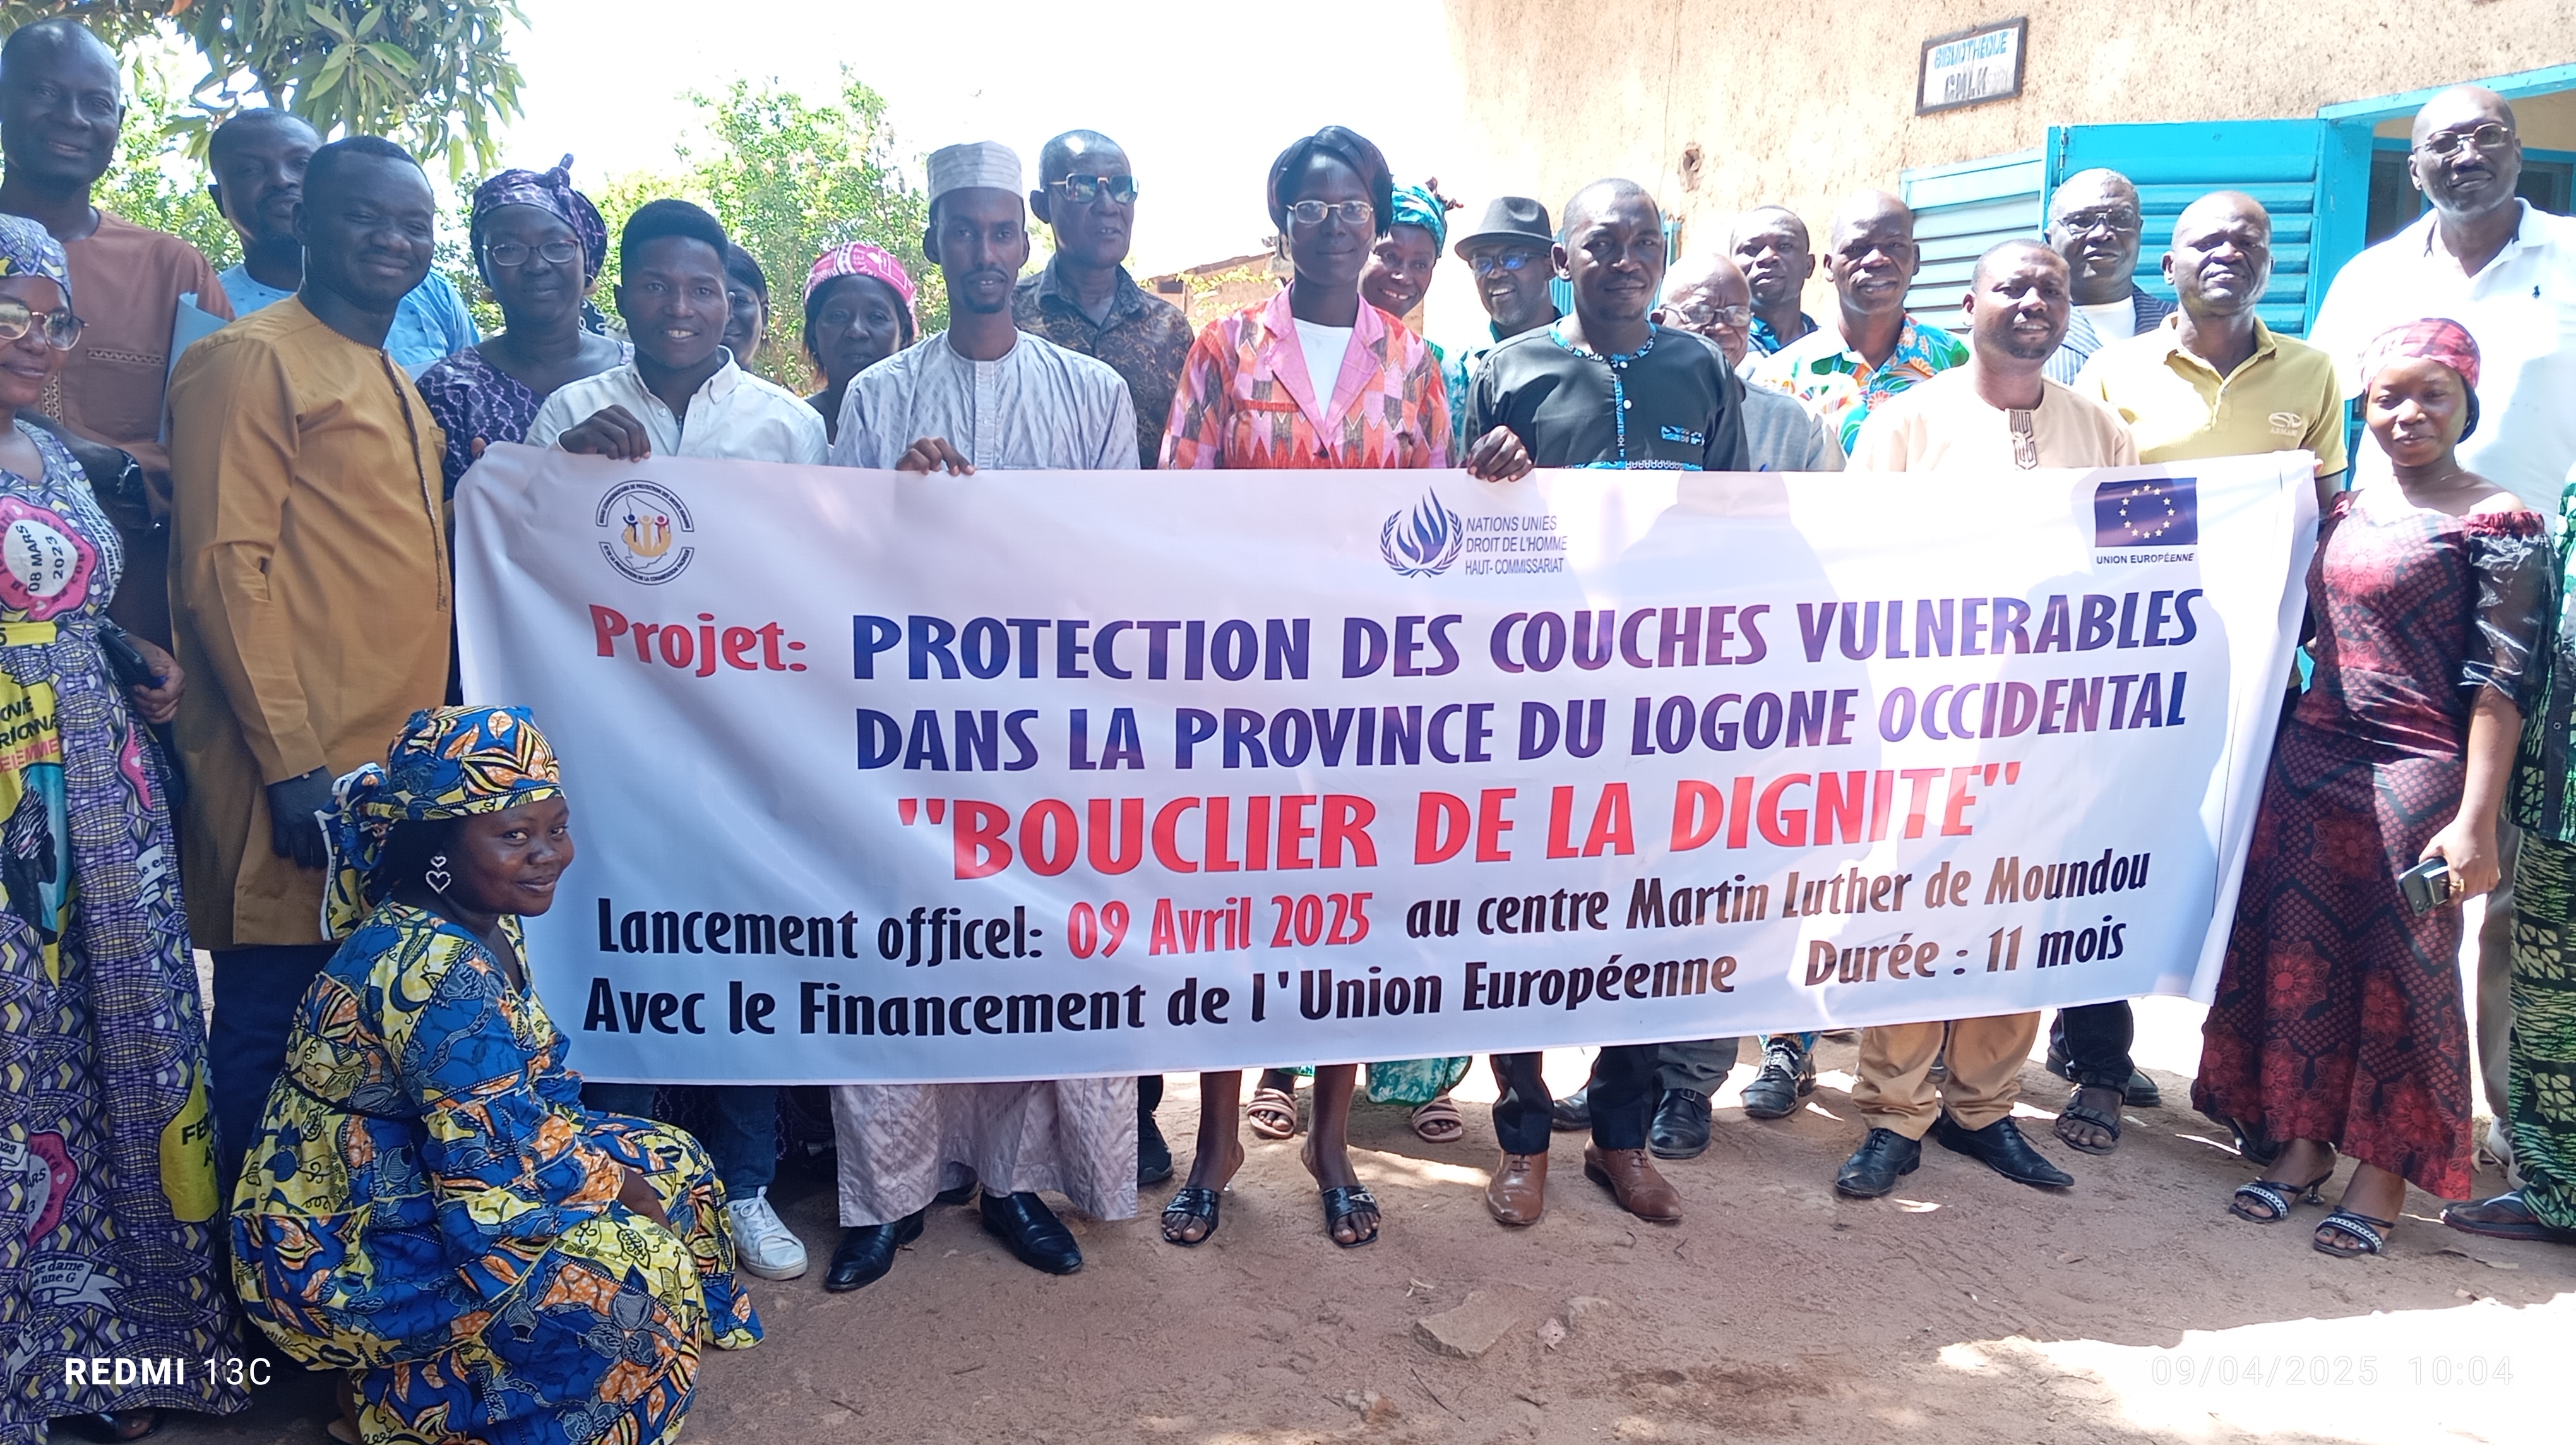 BIBLIOTHEQUE
CMLK
NATIONS UNIES
DROIT DE L'HOMME
HAUT- COMMISSARIAT
UNION EUROPÉENNE
Projet: PROTECTION DES COUCHES VULNERABLES
DANS LA PROVINCE DU LOGONE OCCIDENTAL
"BOUCLIER DE LA DIGNITE"
Lancement officel: 09 Avril 2025 au centre Martin Luther de Moundou
Avec le Financement de l'Union Européenne Durée : 11 mois
08 MARS
2023
REDMI 13C
09/04/2025 10:04